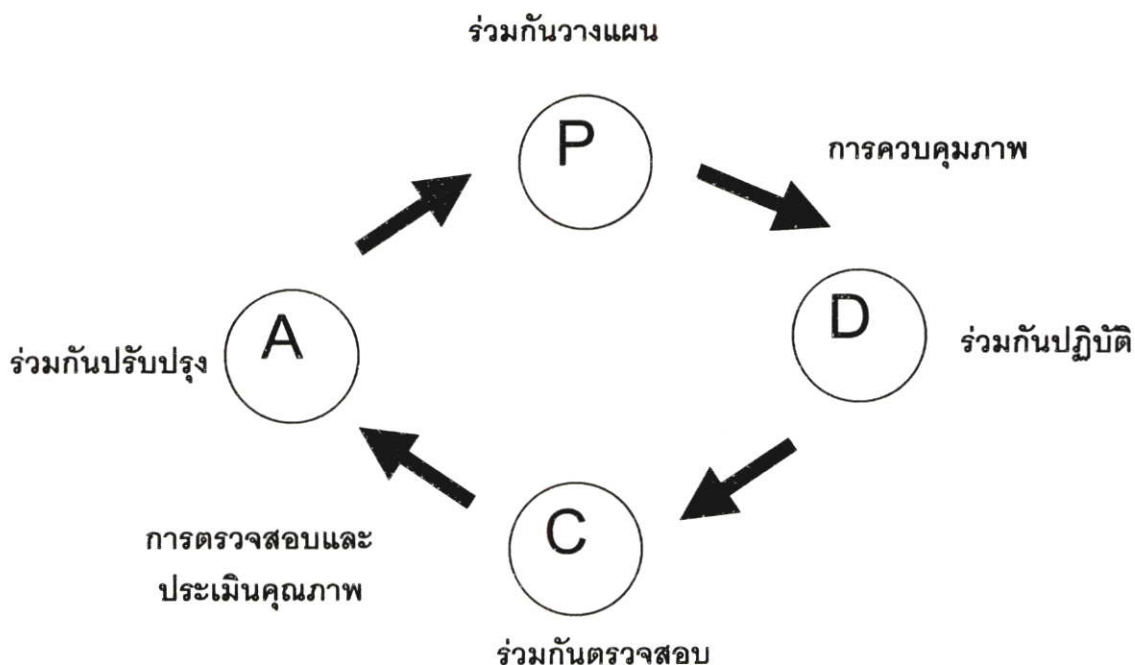 ร่วมกันวางแผน
P
การควบคุมภาพ
D
ร่วมกันปฏิบัติ
A
ร่วมกันปรับปรุง
C
การตรวจสอบและ
ประเมินคุณภาพ
ร่วมกันตรวจสอบ